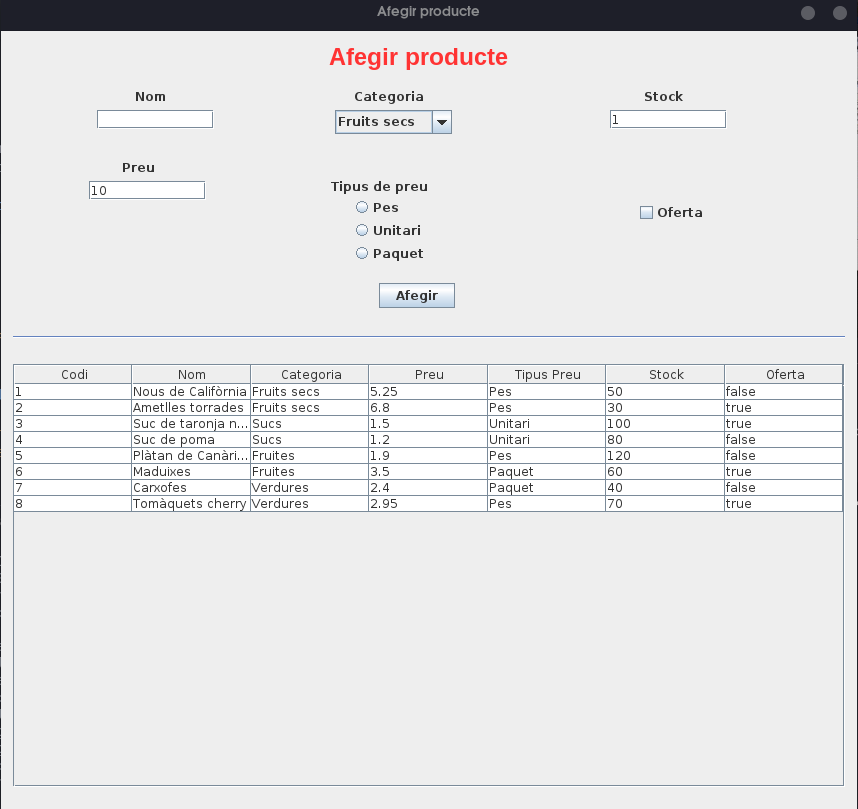 Afegir producte
Afegir producte
Nom Categoria Stock
Fruits secs 1
Preu
10
Tipus de preu
Pes
Oferta
Unitari
Paquet
Afegir
Codi Nom Categoria Preu Tipus Preu Stock Oferta
1 Nous de Califòrnia Fruits secs 5.25 Pes 50 false
2 Ametlles torrades Fruits secs 6.8 Pes 30 true
3 Suc de taronja n... Sucs 1.5 Unitari 100 true
4 Suc de poma Sucs 1.2 Unitari 80 false
5 Plàtan de Canàri... Fruites 1.9 Pes 120 false
6 Maduixes Fruites 3.5 Paquet 60 true
7 Carxofes Verdures 2.4 Paquet 40 false
8 Tomàquets cherry Verdures 2.95 Pes 70 true